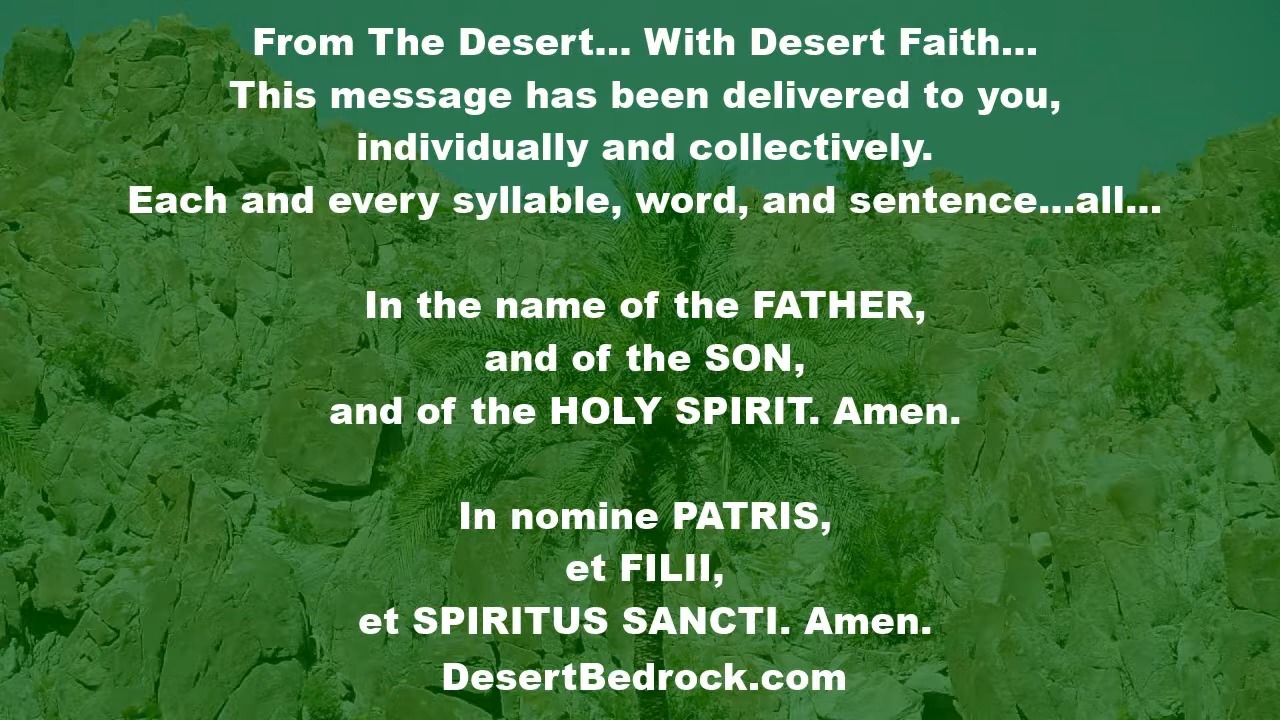 From The Desert... With Desert Faith...
This message has been delivered to you,
individually and collectively.
Each and every syllable, word, and sentence...all...
In the name of the FATHER,
and of the SON,
and of the HOLY SPIRIT. Amen.
In nomine PATRIS,
et FILII,
et SPIRITUS SANCTI. Amen.
DesertBedrock.com